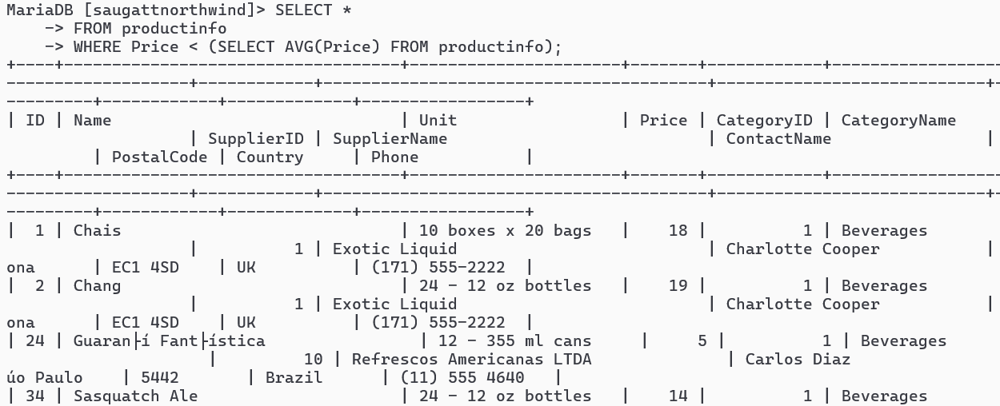 MariaDB [saugattnorthwind]> SELECT *
    -> FROM productinfo
    -> WHERE Price < (SELECT AVG(Price) FROM productinfo);
+----+-----------------------------------+----------------------+-------+------------+------------------
-------------------+------------+----------------------------------------+----------------------------+-
---------+------------+-------------+-----------------+
| ID | Name                              | Unit                 | Price | CategoryID | CategoryName
                   | SupplierID | SupplierName                           | ContactName                |
         | PostalCode | Country     | Phone           |
+----+-----------------------------------+----------------------+-------+------------+------------------
-------------------+------------+----------------------------------------+----------------------------+-
---------+------------+-------------+-----------------+
|  1 | Chais                             | 10 boxes x 20 bags   |    18 |          1 | Beverages
                   |          1 | Exotic Liquid                          | Charlotte Cooper           |
ona      | EC1 4SD    | UK          | (171) 555-2222  |
|  2 | Chang                             | 24 - 12 oz bottles   |    19 |          1 | Beverages
                   |          1 | Exotic Liquid                          | Charlotte Cooper           |
ona      | EC1 4SD    | UK          | (171) 555-2222  |
| 24 | Guaran├í Fant├ística                | 12 - 355 ml cans     |     5 |          1 | Beverages
                     |         10 | Refrescos Americanas LTDA              | Carlos Diaz
úo Paulo    | 5442       | Brazil      | (11) 555 4640   |
| 34 | Sasquatch Ale                     | 24 - 12 oz bottles   |    14 |          1 | Beverages